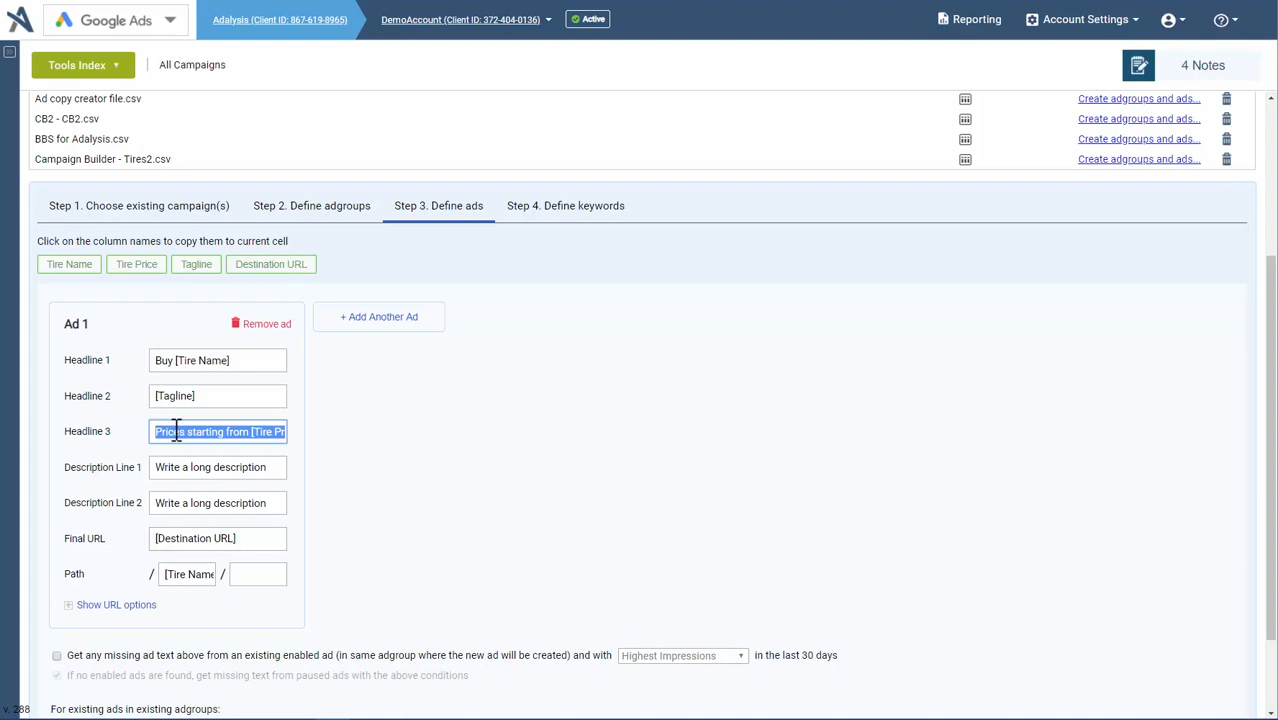 Google Ads
Adalysis (Client ID: 867-619-8965)
DemoAccount (Client ID: 372-404-0136)
Active
Reporting
Account Settings
Tools Index
All Campaigns
4 Notes
Ad copy creator file.csv
Create adgroups and ads...
CB2 - CB2.csv
Create adgroups and ads...
BBS for Adalysis.csv
Create adgroups and ads...
Campaign Builder - Tires2.csv
Create adgroups and ads...
Step 1. Choose existing campaign(s)
Step 2. Define adgroups
Step 3. Define ads
Step 4. Define keywords
Click on the column names to copy them to current cell
Tire Name
Tire Price
Tagline
Destination URL
Ad 1
Remove ad
+ Add Another Ad
Headline 1
Buy [Tire Name]
Headline 2
[Tagline]
Headline 3
Prices starting from [Tire Pr
Description Line 1
Write a long description
Description Line 2
Write a long description
Final URL
[Destination URL]
Path
/ [Tire Name /
Show URL options
Get any missing ad text above from an existing enabled ad (in same adgroup where the new ad will be created) and with Highest Impressions in the last 30 days
If no enabled ads are found, get missing text from paused ads with the above conditions
For existing ads in existing adgroups:
v. 288